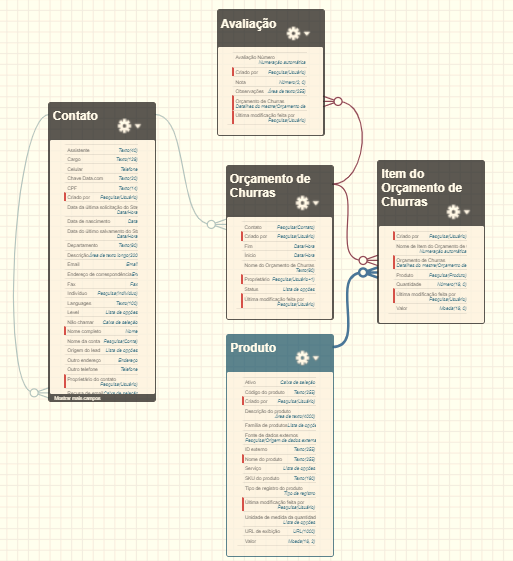 Avaliação
Avaliação Número
Numeração automática
Criado por Pesquisa(Usuário)
Nota Número(3, 0)
Observações Área de texto(255)
Orçamento de Churras
Detalhes do mestre(Orçamento de
Última modificação feita por
Pesquisa(Usuário)
Contato
Assistente Texto(40)
Cargo Texto(128)
Celular Telefone
Chave Data.com Texto(20)
CPF Texto(14)
Criado por Pesquisa(Usuário)
Data da última solicitação do Sta
Data/Hora
Data de nascimento Data
Data do último salvamento do St
Data/Hora
Departamento Texto(80)
Descrição Área de texto longo(320
Email Email
Endereço de correspondência En
Fax Fax
Indivíduo Pesquisa(Indivíduo)
Languages Texto(100)
Level Lista de opções
Não chamar Caixa de seleção
Nome completo Nome
Nome da conta Pesquisa(Conta)
Origem do lead Lista de opções
Outro endereço Endereço
Outro telefone Telefone
Proprietário do contato
Pesquisa(Usuário)
Caixa de seleção
Mostrar mais campos
Orçamento de
Churras
Contato Pesquisa(Contato)
Criado por Pesquisa(Usuário)
Fim Data/Hora
Início Data/Hora
Nome do Orçamento de Churras
Texto(80)
Proprietário Pesquisa(Usuário+1)
Status Lista de opções
Última modificação feita por
Pesquisa(Usuário)
Item do
Orçamento de
Churras
Criado por Pesquisa(Usuário)
Nome de Item do Orçamento de
Numeração automática
Orçamento de Churras
Detalhes do mestre(Orçamento de
Produto Pesquisa(Produto)
Quantidade Número(18, 0)
Última modificação feita por
Pesquisa(Usuário)
Valor Moeda(16, 2)
Produto
Ativo Caixa de seleção
Código do produto Texto(255)
Criado por Pesquisa(Usuário)
Descrição do produto
Área de texto(4000)
Família de produtos Lista de opçõe
Fonte de dados externos
Pesquisa(Origem de dados externa
ID externo Texto(255)
Nome do produto Texto(255)
Serviço Lista de opções
SKU do produto Texto(180)
Tipo de registro do produto
Tipo de registro
Última modificação feita por
Pesquisa(Usuário)
Unidade de medida da quantidad
Lista de opções
URL de exibição URL(1000)
Valor Moeda(16, 2)